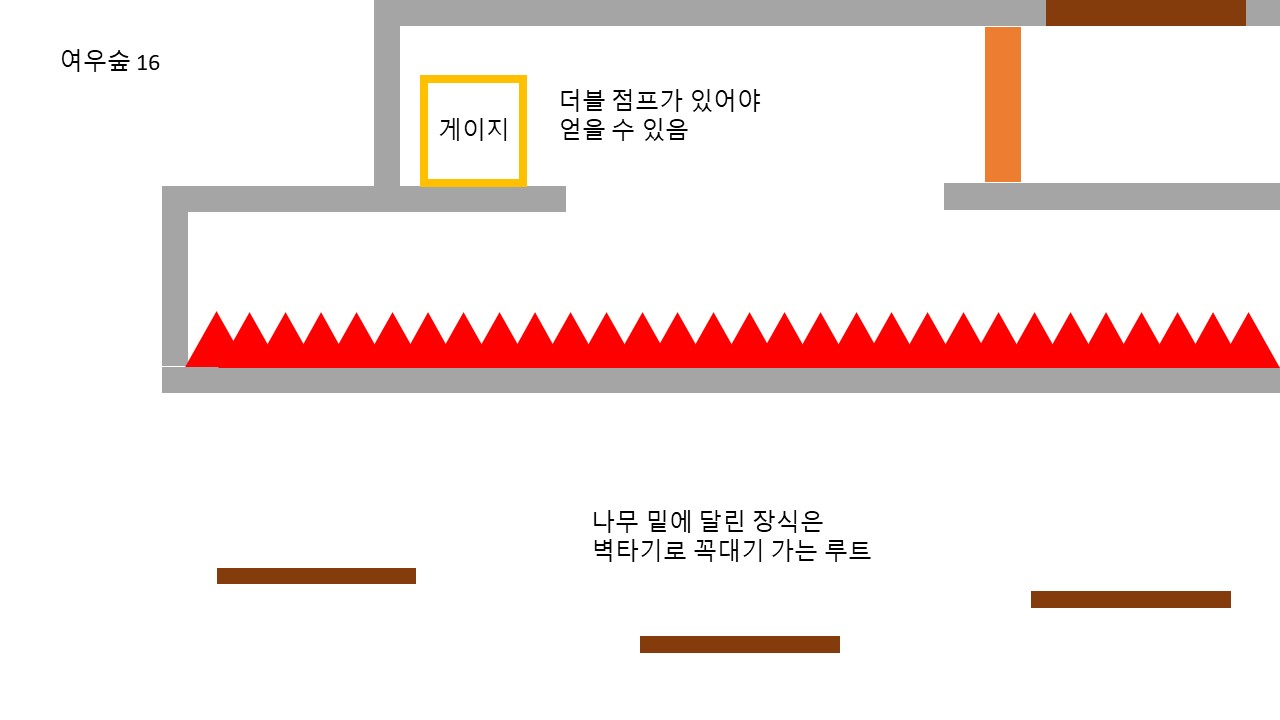 여우숲 16
더블 점프가 있어야
얻을 수 있음
게이지
나무 밑에 달린 장식은
벽타기로 꼭대기 가는 루트